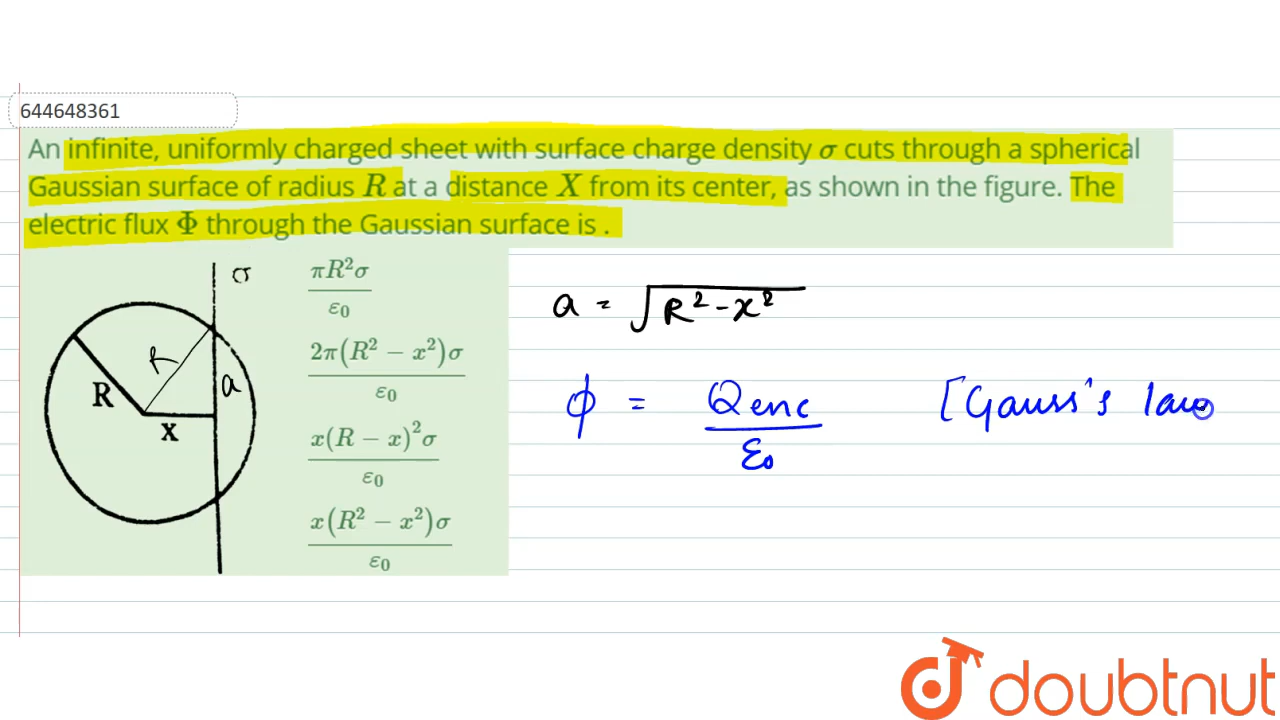 644648361
An infinite, uniformly charged sheet with surface charge density σ cuts through a spherical
Gaussian surface of radius R at a distance X from its center, as shown in the figure. The
electric flux Φ through the Gaussian surface is .
σ
R
R
a
x
πR²σ / ε₀
2π(R² − x²)σ / ε₀
x(R − x)²σ / ε₀
x(R² − x²)σ / ε₀
a = √(R² - x²)
ϕ = Qenc / ε₀ [Gauss's law
doubtnut